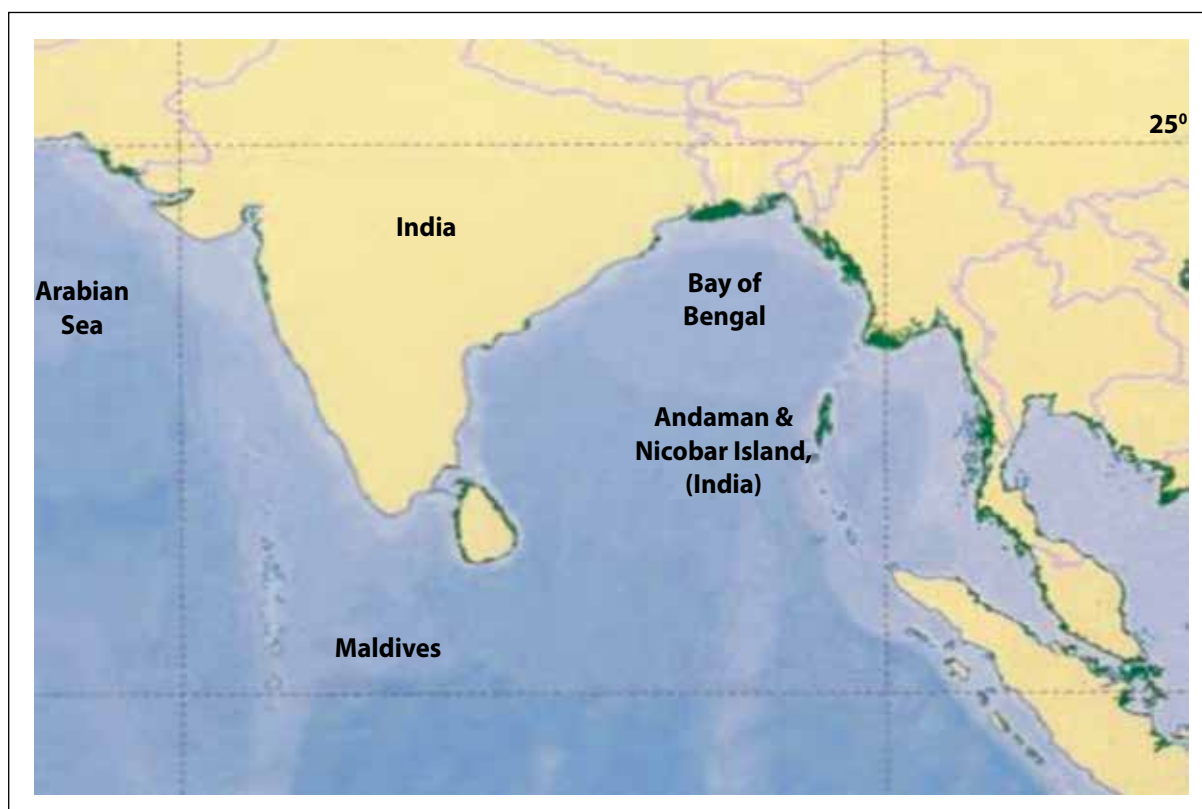 25⁰
India
Arabian
Sea
Bay of
Bengal
Andaman &
Nicobar Island,
(India)
Maldives